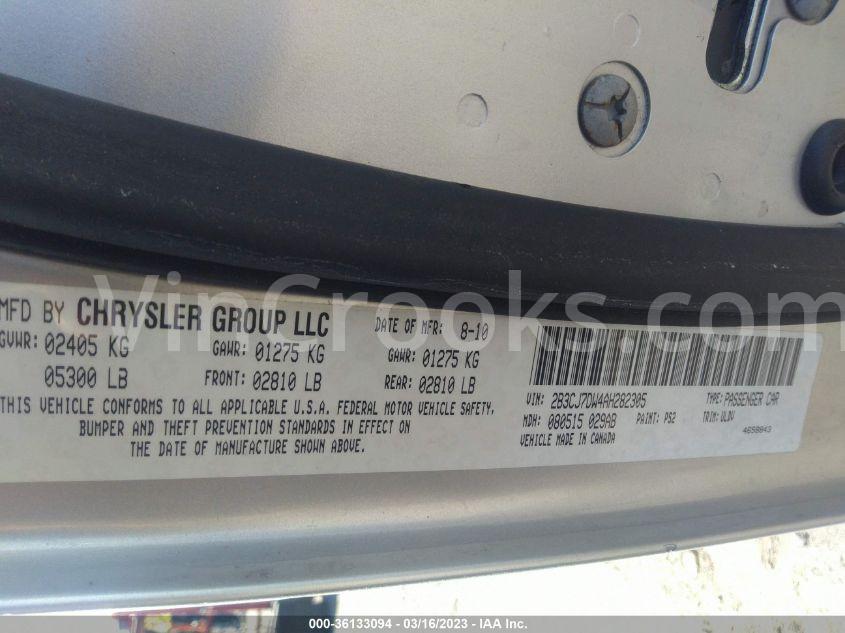 VinCrooks.com
MFD BY CHRYSLER GROUP LLC
DATE OF MFR: 8-10
GVWR: 02405 KG GAWR: 01275 KG GAWR: 01275 KG
05300 LB FRONT: 02810 LB REAR: 02810 LB
THIS VEHICLE CONFORMS TO ALL APPLICABLE U.S.A. FEDERAL MOTOR VEHICLE SAFETY,
BUMPER AND THEFT PREVENTION STANDARDS IN EFFECT ON
THE DATE OF MANUFACTURE SHOWN ABOVE.
VIN: 2B3CJ7DW4AH282305 TYPE: PASSENGER CAR
MDH: 080515 029AB PAINT: PS2 TRIM: VLDV
VEHICLE MADE IN CANADA
4658843
000-36133094 - 03/16/2023 - IAA Inc.